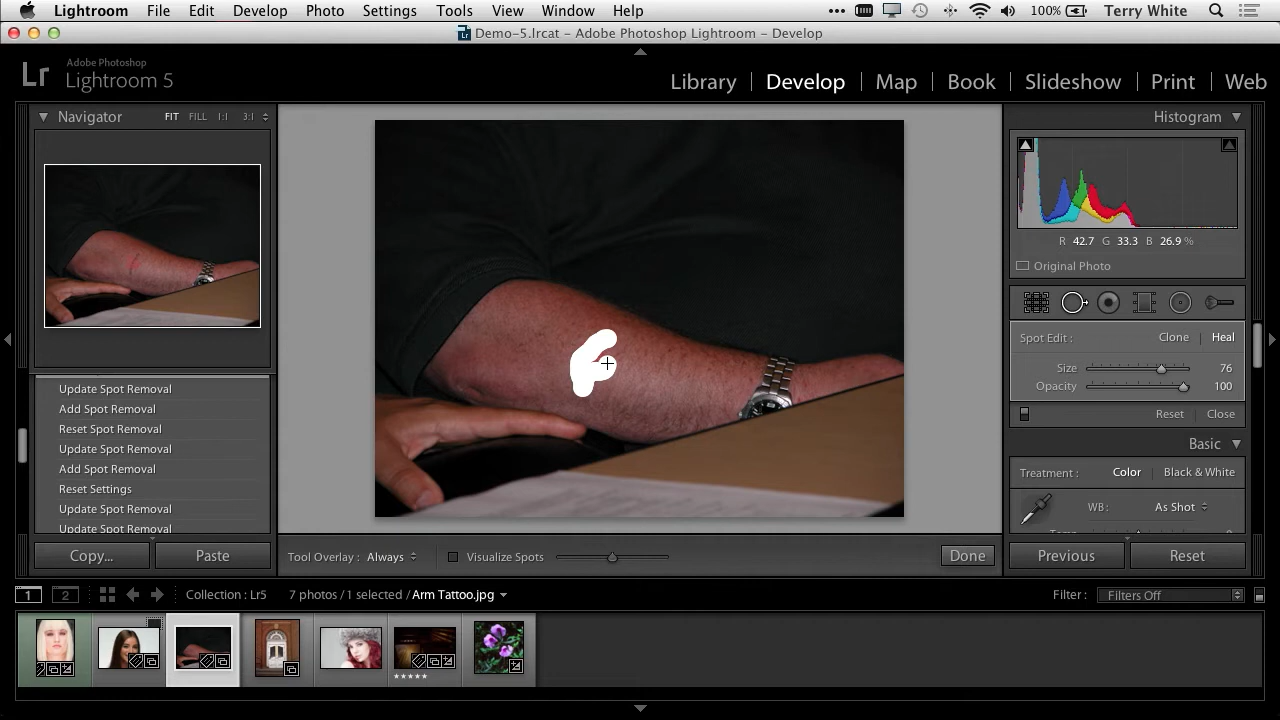 Lightroom File Edit Develop Photo Settings Tools View Window Help 100% Terry White
Lr Demo-5.lrcat – Adobe Photoshop Lightroom – Develop
Lr Adobe Photoshop Lightroom 5
Library | Develop | Map | Book | Slideshow | Print | Web
Navigator FIT FILL 1:1 3:1
Histogram
R 42.7 G 33.3 B 26.9 %
Original Photo
Spot Edit : Clone | Heal
Size 76
Opacity 100
Reset Close
Basic
Treatment : Color | Black & White
WB : As Shot
Update Spot Removal
Add Spot Removal
Reset Spot Removal
Update Spot Removal
Add Spot Removal
Reset Settings
Update Spot Removal
Update Spot Removal
Copy... Paste
Tool Overlay : Always Visualize Spots Done
Previous Reset
1 2 Collection : Lr5 7 photos / 1 selected / Arm Tattoo.jpg Filter : Filters Off